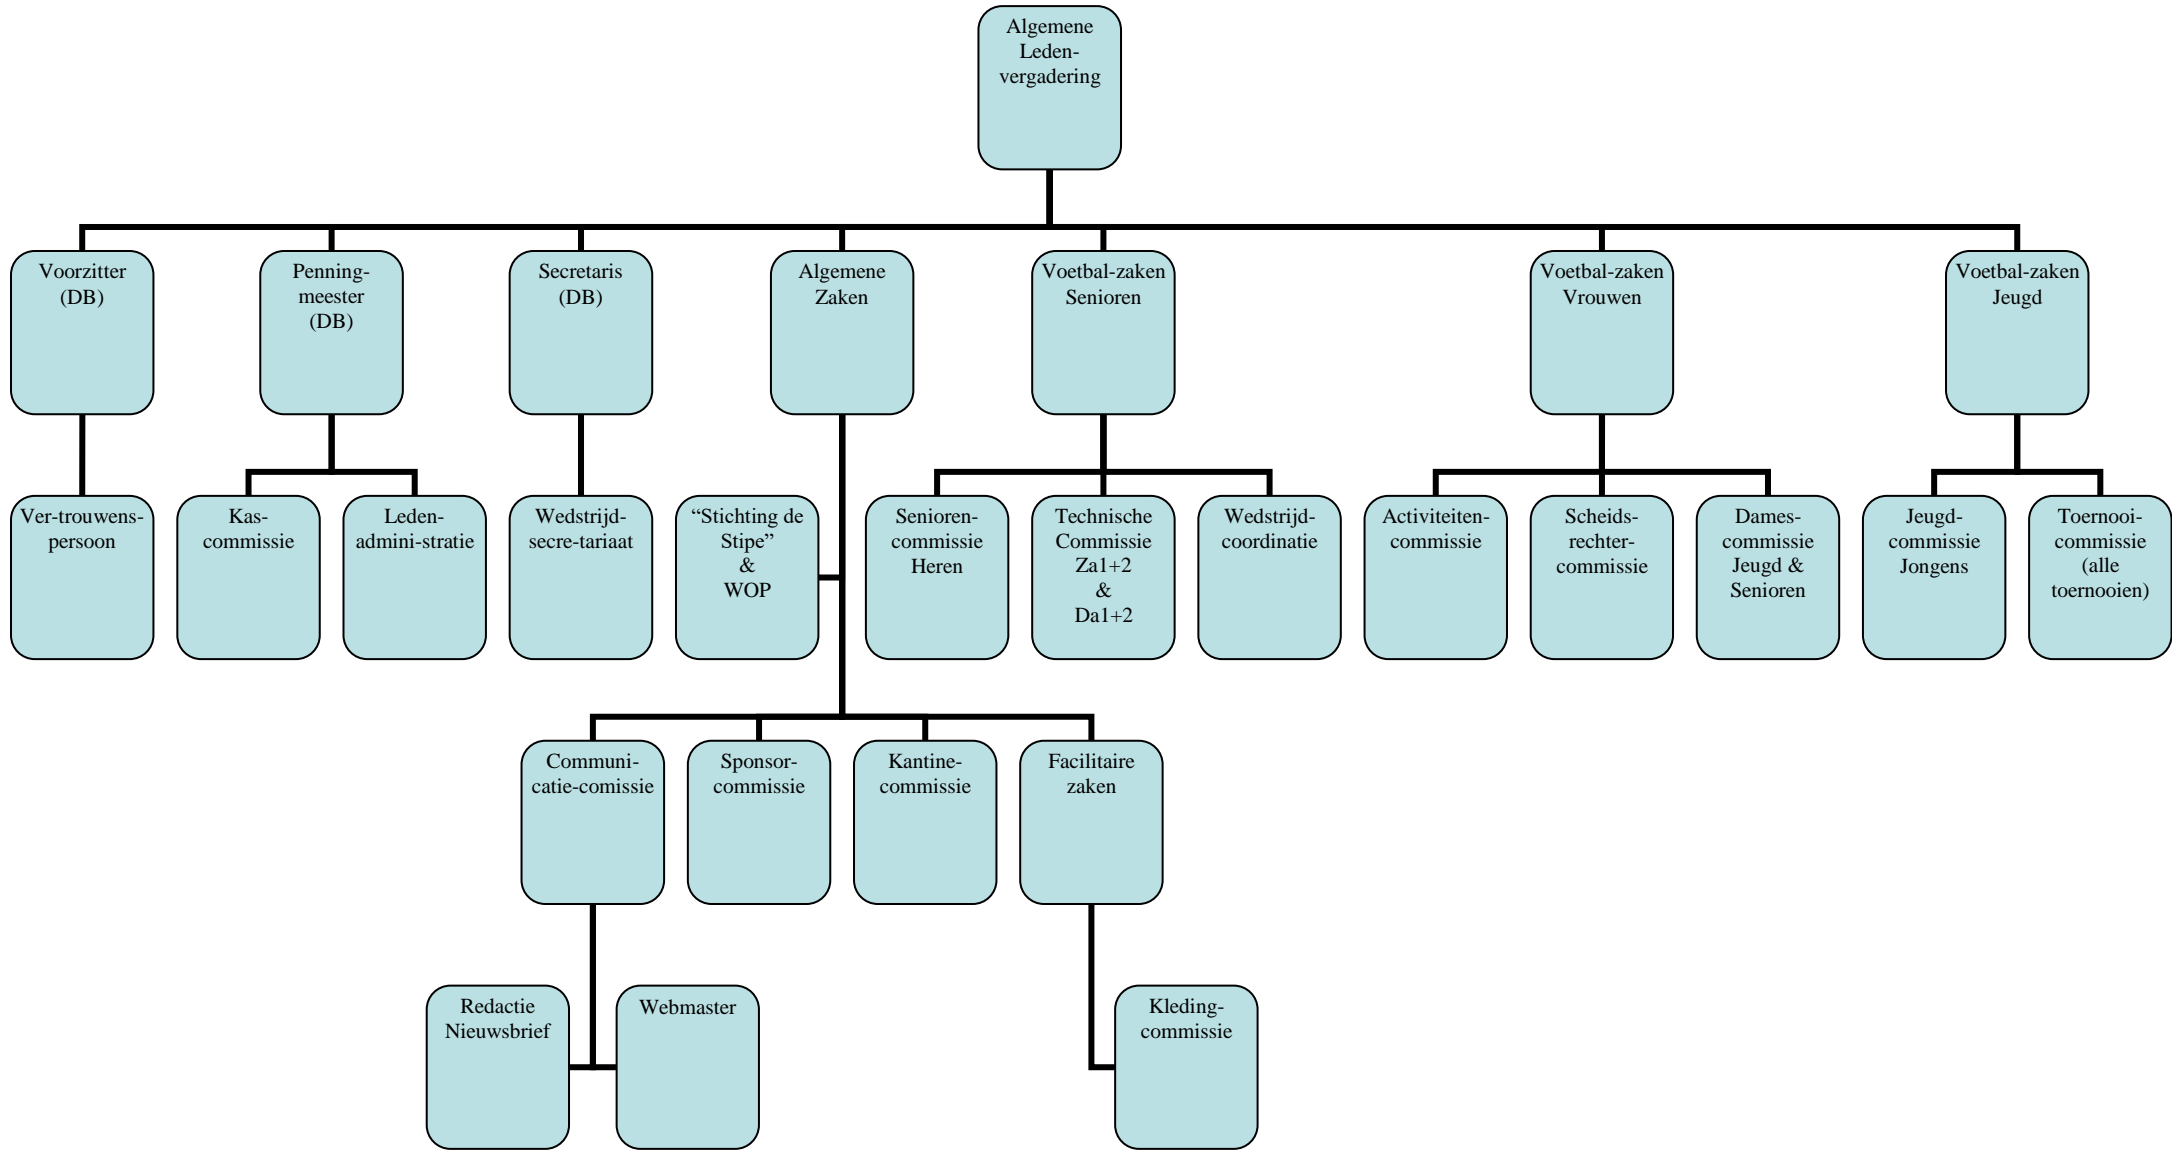 Algemene
Leden-
vergadering
Voorzitter
(DB)
Penning-
meester
(DB)
Secretaris
(DB)
Algemene
Zaken
Voetbal-zaken
Senioren
Voetbal-zaken
Vrouwen
Voetbal-zaken
Jeugd
Ver-trouwens-
persoon
Kas-
commissie
Leden-
admini-stratie
Wedstrijd-
secre-tariaat
“Stichting de
Stipe”
&
WOP
Senioren-
commissie
Heren
Technische
Commissie
Za1+2
&
Da1+2
Wedstrijd-
coordinatie
Activiteiten-
commissie
Scheids-
rechter-
commissie
Dames-
commissie
Jeugd &
Senioren
Jeugd-
commissie
Jongens
Toernooi-
commissie
(alle
toernooien)
Communi-
catie-comissie
Sponsor-
commissie
Kantine-
commissie
Facilitaire
zaken
Redactie
Nieuwsbrief
Webmaster
Kleding-
commissie